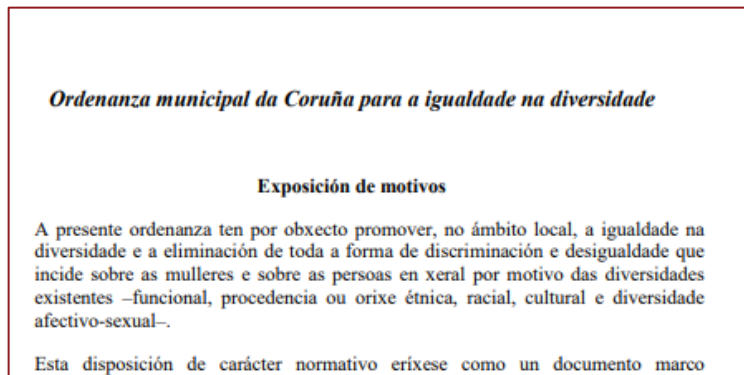 Ordenanza municipal da Coruña para a igualdade na diversidade
Exposición de motivos
A presente ordenanza ten por obxecto promover, no ámbito local, a igualdade na
diversidade e a eliminación de toda a forma de discriminación e desigualdade que
incide sobre as mulleres e sobre as persoas en xeral por motivo das diversidades
existentes –funcional, procedencia ou orixe étnica, racial, cultural e diversidade
afectivo-sexual–.
Esta disposición de carácter normativo eríxese como un documento marco